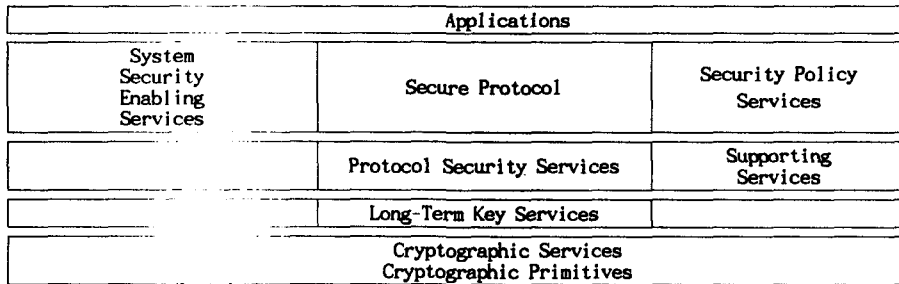 Applications
System
Security
Enabling
Services
Secure Protocol
Security Policy
Services
Protocol Security Services
Supporting
Services
Long-Term Key Services
Cryptographic Services
Cryptographic Primitives